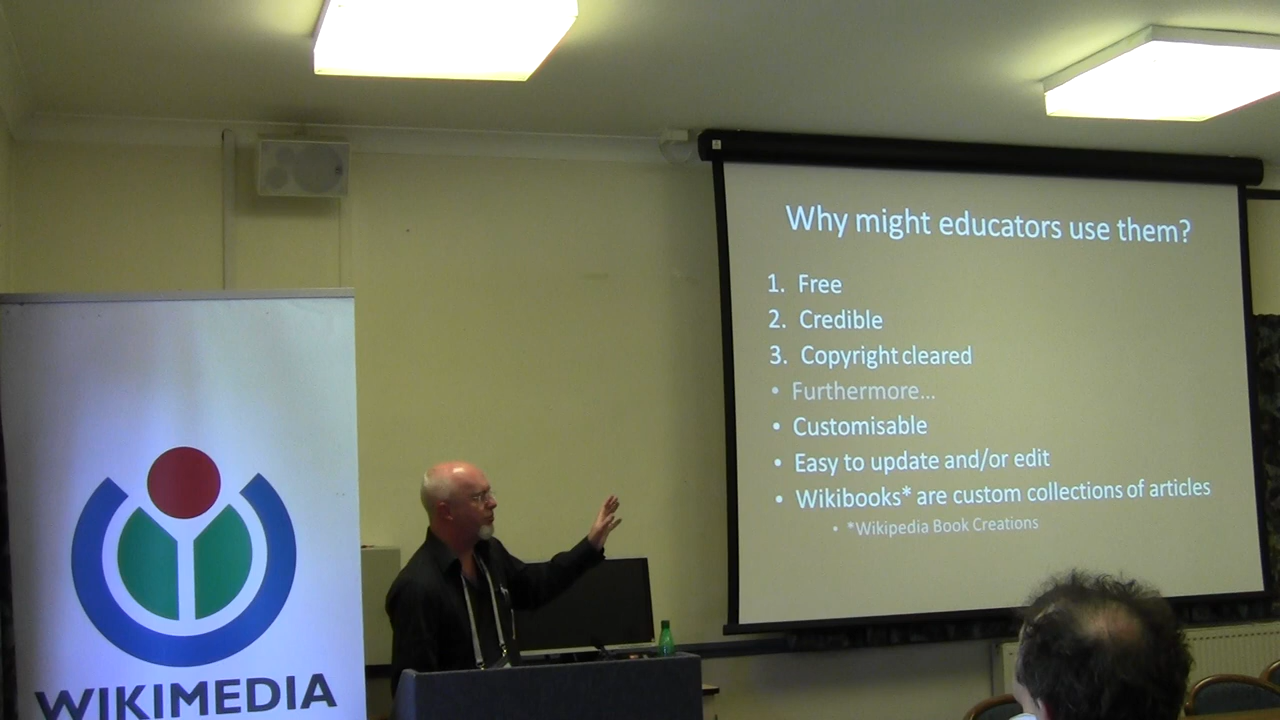 Why might educators use them?
1. Free
2. Credible
3. Copyright cleared
• Furthermore...
• Customisable
• Easy to update and/or edit
• Wikibooks* are custom collections of articles
• *Wikipedia Book Creations
WIKIMEDIA